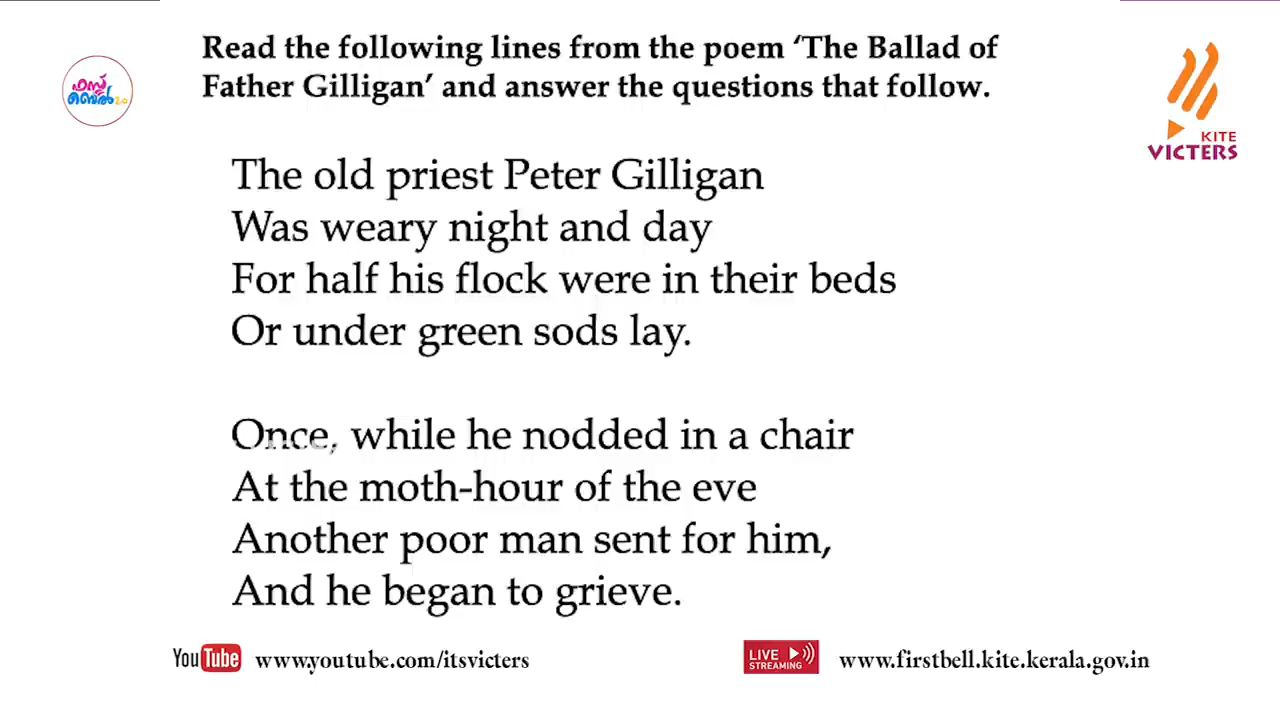 Read the following lines from the poem ‘The Ballad of
Father Gilligan’ and answer the questions that follow.
ഫസ്റ്റ്
ബെൽ 2.0
KITE
VICTERS
The old priest Peter Gilligan
Was weary night and day
For half his flock were in their beds
Or under green sods lay.
Once, while he nodded in a chair
At the moth-hour of the eve
Another poor man sent for him,
And he began to grieve.
YouTube www.youtube.com/itsvicters
LIVE STREAMING www.firstbell.kite.kerala.gov.in